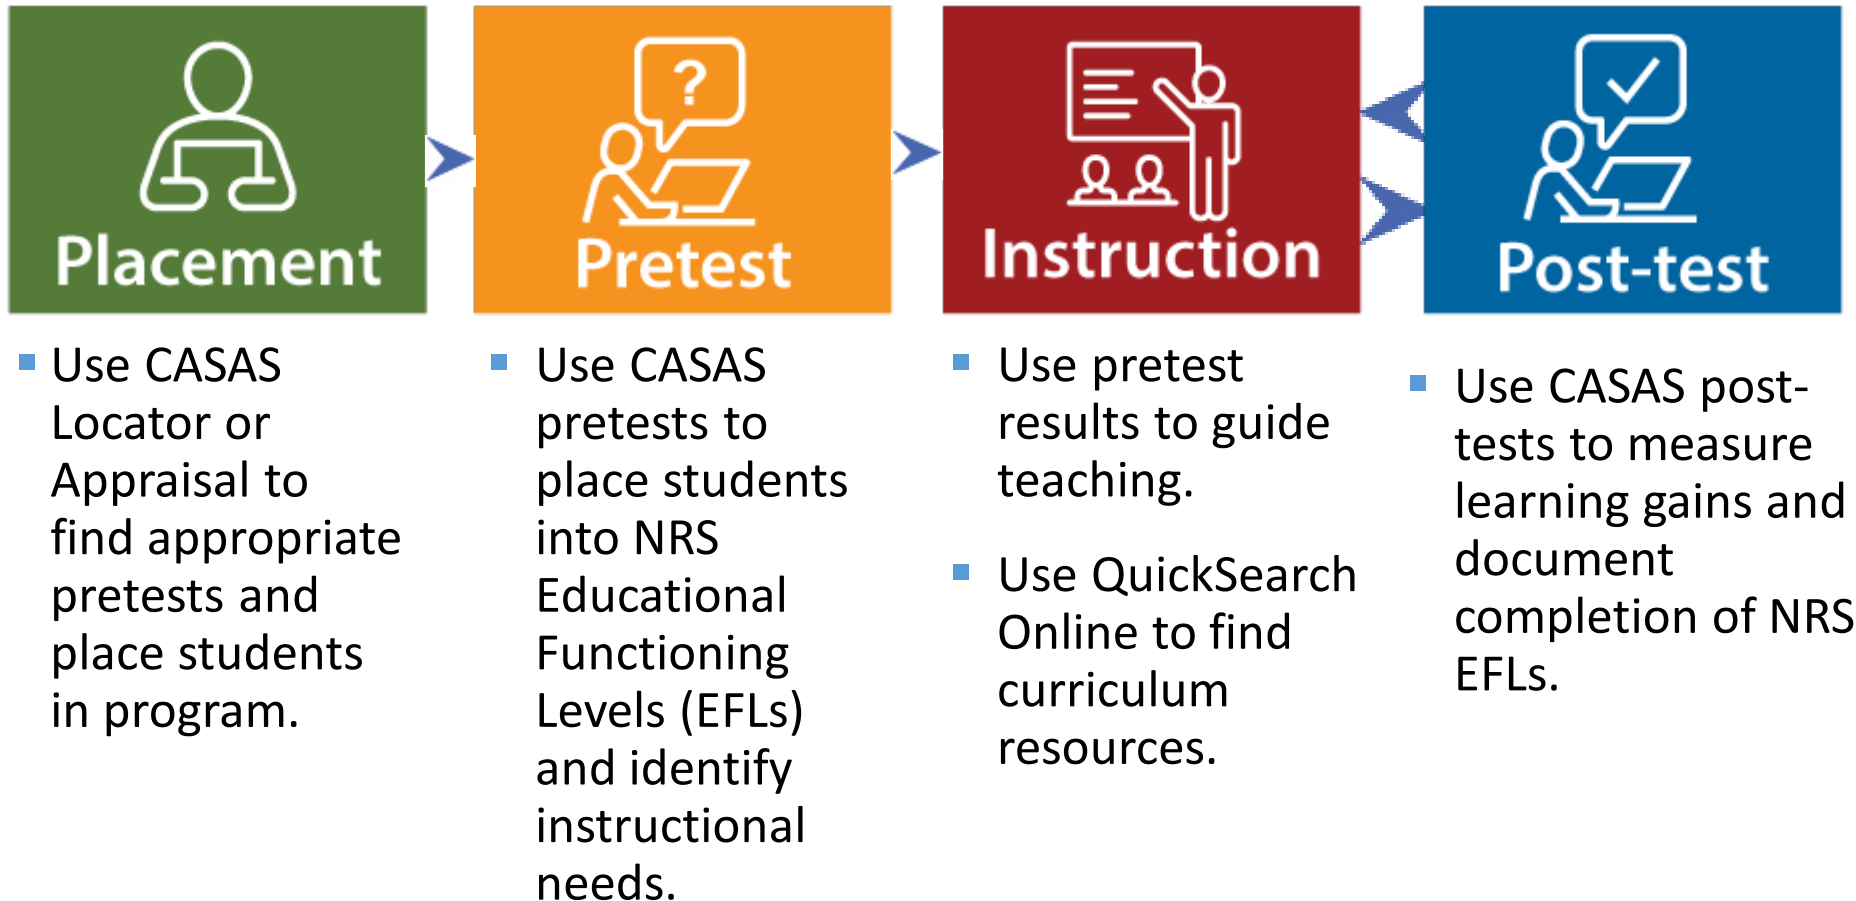 Placement
Use CASAS
Locator or
Appraisal to
find appropriate
pretests and
place students
in program.
?
Pretest
Use CASAS
pretests to
place students
into NRS
Educational
Functioning
Levels (EFLs)
and identify
instructional
needs.
Instruction
Use pretest
results to guide
teaching.
Use QuickSearch
Online to find
curriculum
resources.
Post-test
Use CASAS post-
tests to measure
learning gains and
document
completion of NRS
EFLs.